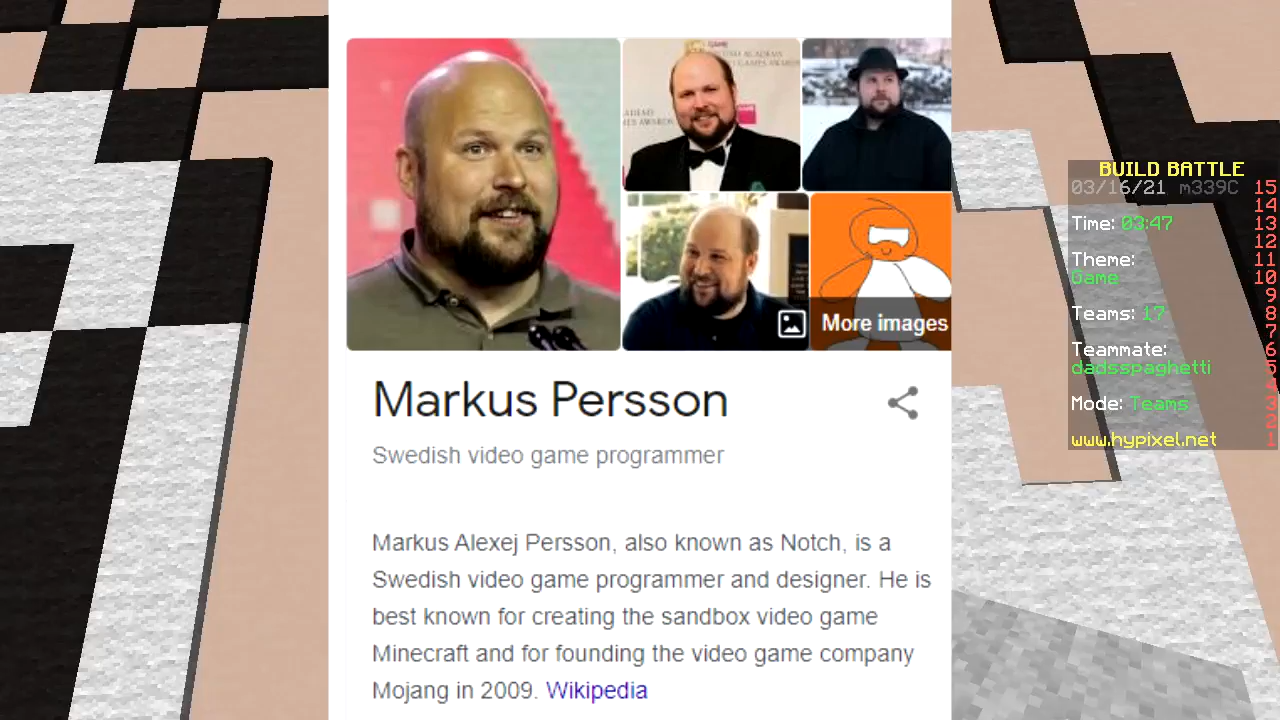 GAME
ADEMY
ES AWARDS
More images
Markus Persson
Swedish video game programmer
Markus Alexej Persson, also known as Notch, is a
Swedish video game programmer and designer. He is
best known for creating the sandbox video game
Minecraft and for founding the video game company
Mojang in 2009. Wikipedia
BUILD BATTLE
03/16/21 m339C 15
14
Time: 03:47 13
12
Theme: 11
Game 10
9
Teams: 17 8
7
Teammate: 6
dadsspaghetti 5
4
Mode: Teams 3
2
www.hypixel.net 1